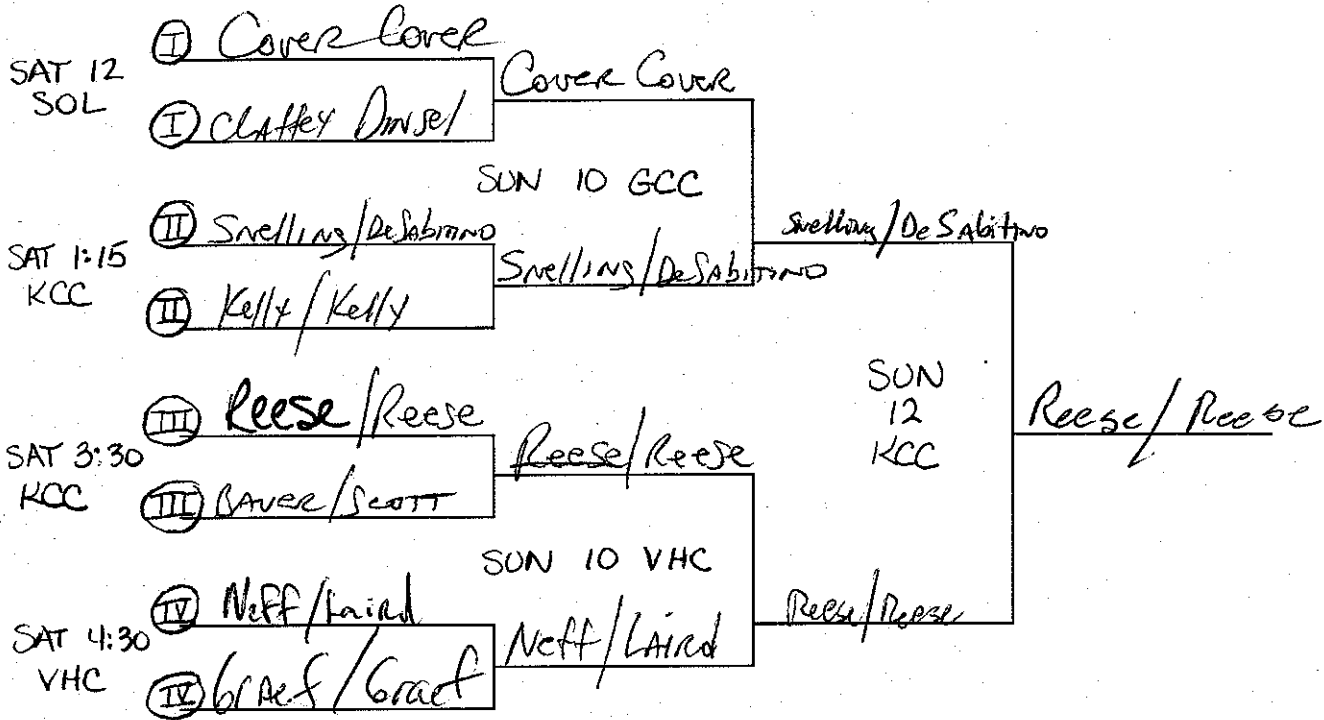 SAT 12
SOL
I Cover Cover
I Claffey Dinsel
Cover Cover
SUN 10 GCC
SAT 1:15
KCC
II Snelling/DeSabitino
II Kelly/Kelly
Snelling/DeSabitino
Snelling/DeSabitino
SAT 3:30
KCC
III Reese/Reese
III BAUER/SCOTT
Reese/Reese
SUN
12
KCC
Reese/Reese
SUN 10 VHC
SAT 4:30
VHC
IV Neff/Laird
IV Graef/Graef
Neff/LAIRd
Reese/Reese